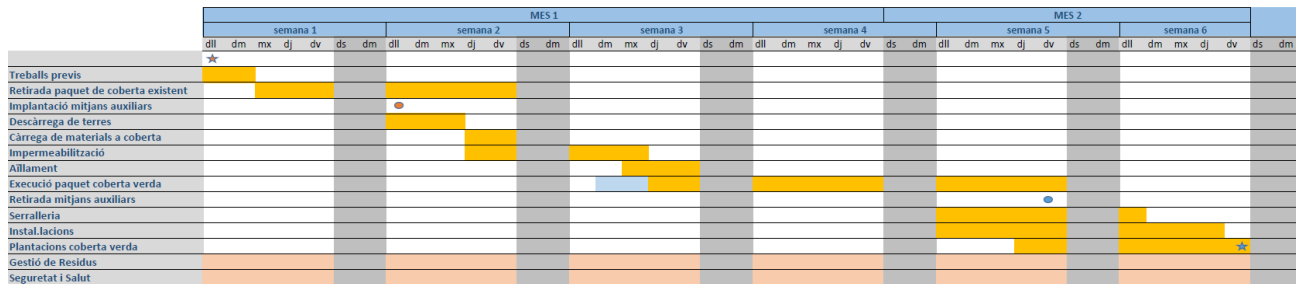 MES 1 MES 2
semana 1 semana 2 semana 3 semana 4 semana 5 semana 6
dll dm mx dj dv ds dm dll dm mx dj dv ds dm dll dm mx dj dv ds dm dll dm mx dj dv ds dm dll dm mx dj dv ds dm dll dm mx dj dv ds dm
Treballs previs
Retirada paquet de coberta existent
Implantació mitjans auxiliars
Descàrrega de terres
Càrrega de materials a coberta
Impermeabilització
Aïllament
Execució paquet coberta verda
Retirada mitjans auxiliars
Serralleria
Instal.lacions
Plantacions coberta verda
Gestió de Residus
Seguretat i Salut